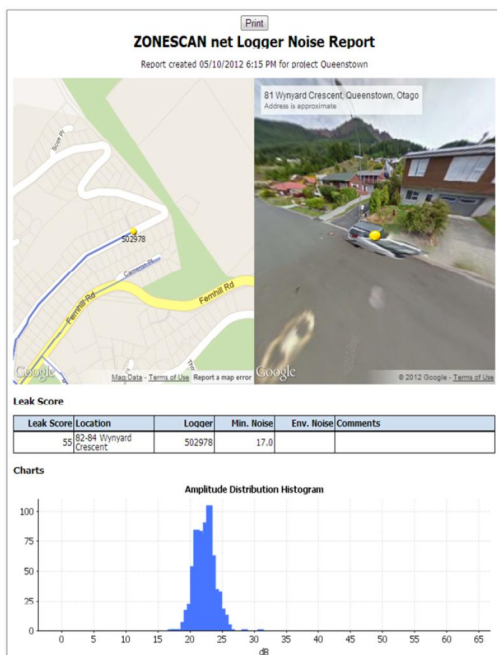 Print
ZONESCAN net Logger Noise Report
Report created 05/10/2012 6:15 PM for project Queenstown
81 Wynyard Crescent, Queenstown, Otago
Address is approximate
502978
Fernhill Rd
Fernhill Rd
Google
Map Data - Terms of Use Report a map error
Google
© 2012 Google - Terms of Use
Leak Score
Leak Score Location Logger Min. Noise Env. Noise Comments
55 82-84 Wynyard Crescent 502978 17.0
Charts
Amplitude Distribution Histogram
100
75
50
25
0
0 5 10 15 20 25 30 35 40 45 50 55 60 65
dB